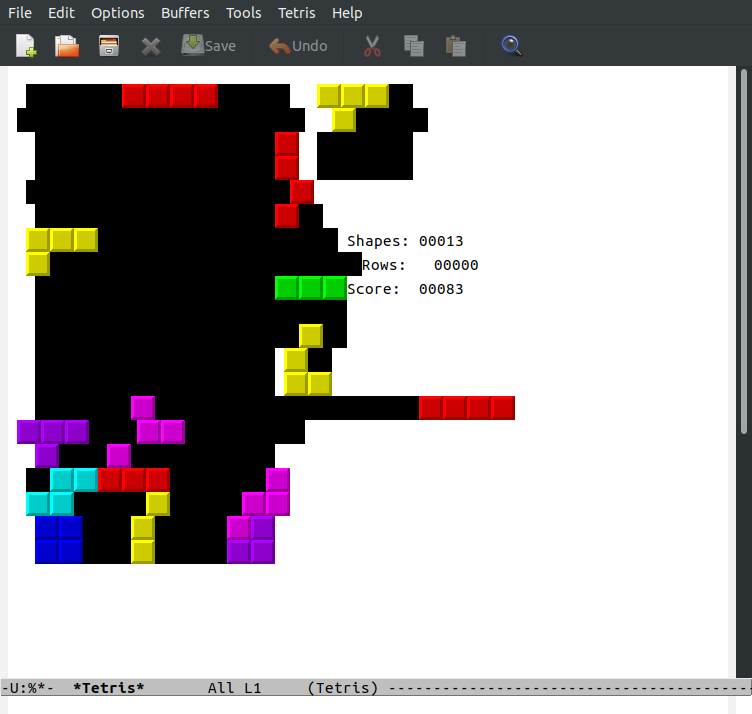 File Edit Options Buffers Tools Tetris Help
Save Undo
Shapes: 00013
Rows: 00000
Score: 00083
-U:%*- *Tetris* All L1 (Tetris) ----------------------------------------